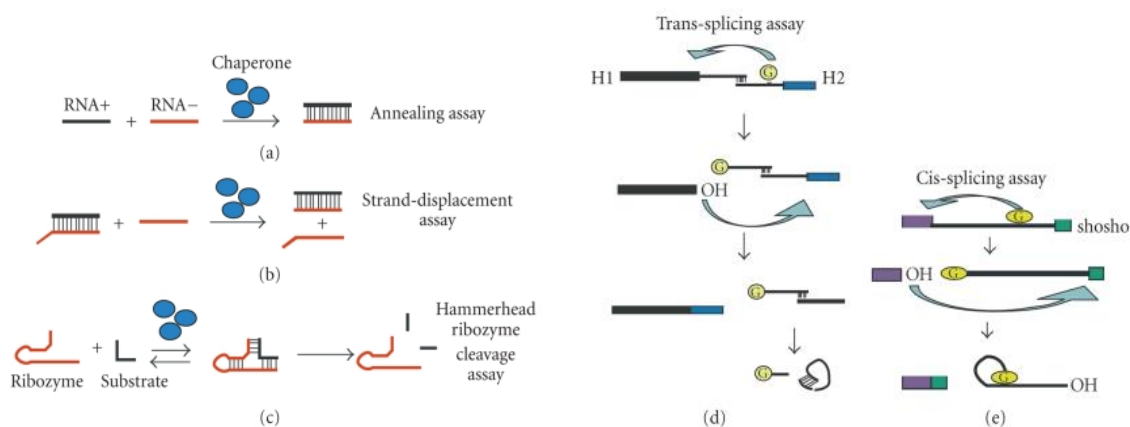 Chaperone
RNA+ + RNA−
Annealing assay
(a)
Strand-displacement
assay
+
+
(b)
Hammerhead
ribozyme
cleavage
assay
+
Ribozyme Substrate
(c)
Trans-splicing assay
H1 G H2
G
OH
G
G
(d)
Cis-splicing assay
G
shosho
OH G
G
OH
(e)